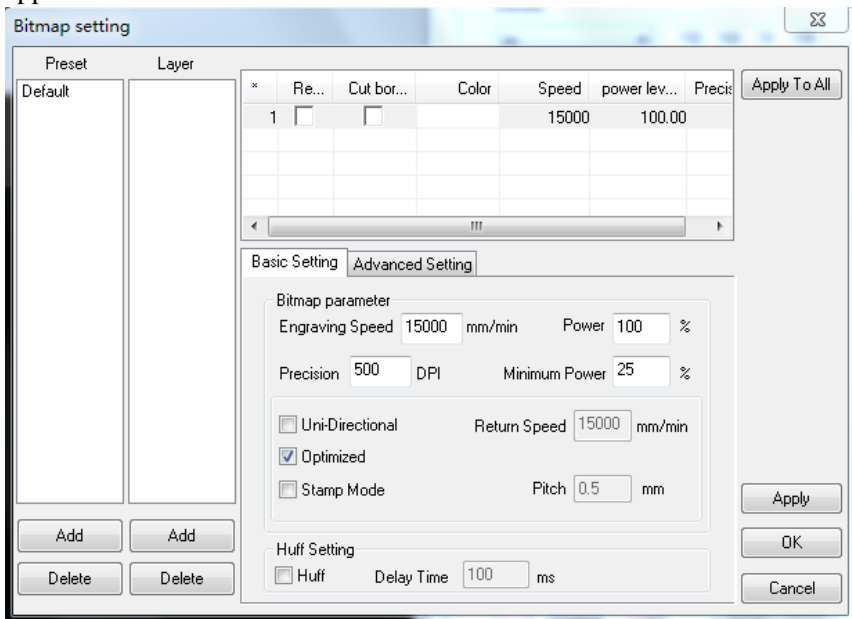 Bitmap setting
Preset Layer
Default
* Re... Cut bor... Color Speed power lev... Precis
Apply To All
1 15000 100.00
Basic Setting Advanced Setting
Bitmap parameter
Engraving Speed 15000 mm/min Power 100 %
Precision 500 DPI Minimum Power 25 %
Uni-Directional Return Speed 15000 mm/min
Optimized
Stamp Mode Pitch 0.5 mm
Apply
Add Add
OK
Huff Setting
Delete Delete
Huff Delay Time 100 ms
Cancel